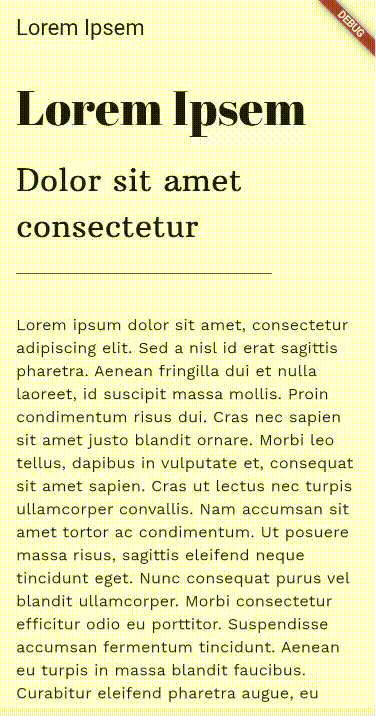 Lorem Ipsem
DEBUG
Lorem Ipsem
Dolor sit amet
consectetur
Lorem ipsum dolor sit amet, consectetur
adipiscing elit. Sed a nisl id erat sagittis
pharetra. Aenean fringilla dui et nulla
laoreet, id suscipit massa mollis. Proin
condimentum risus dui. Cras nec sapien
sit amet justo blandit ornare. Morbi leo
tellus, dapibus in vulputate et, consequat
sit amet sapien. Cras ut lectus nec turpis
ullamcorper convallis. Nam accumsan sit
amet tortor ac condimentum. Ut posuere
massa risus, sagittis eleifend neque
tincidunt eget. Nunc consequat purus vel
blandit ullamcorper. Morbi consectetur
efficitur odio eu porttitor. Suspendisse
accumsan fermentum tincidunt. Aenean
eu turpis in massa blandit faucibus.
Curabitur eleifend pharetra augue, eu